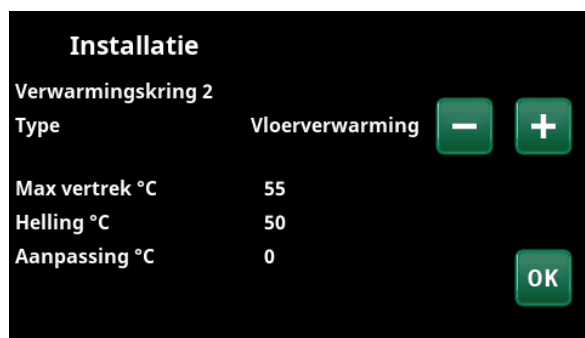 Installatie
Verwarmingskring 2
Type Vloerverwarming − +
Max vertrek °C 55
Helling °C 50
Aanpassing °C 0
OK